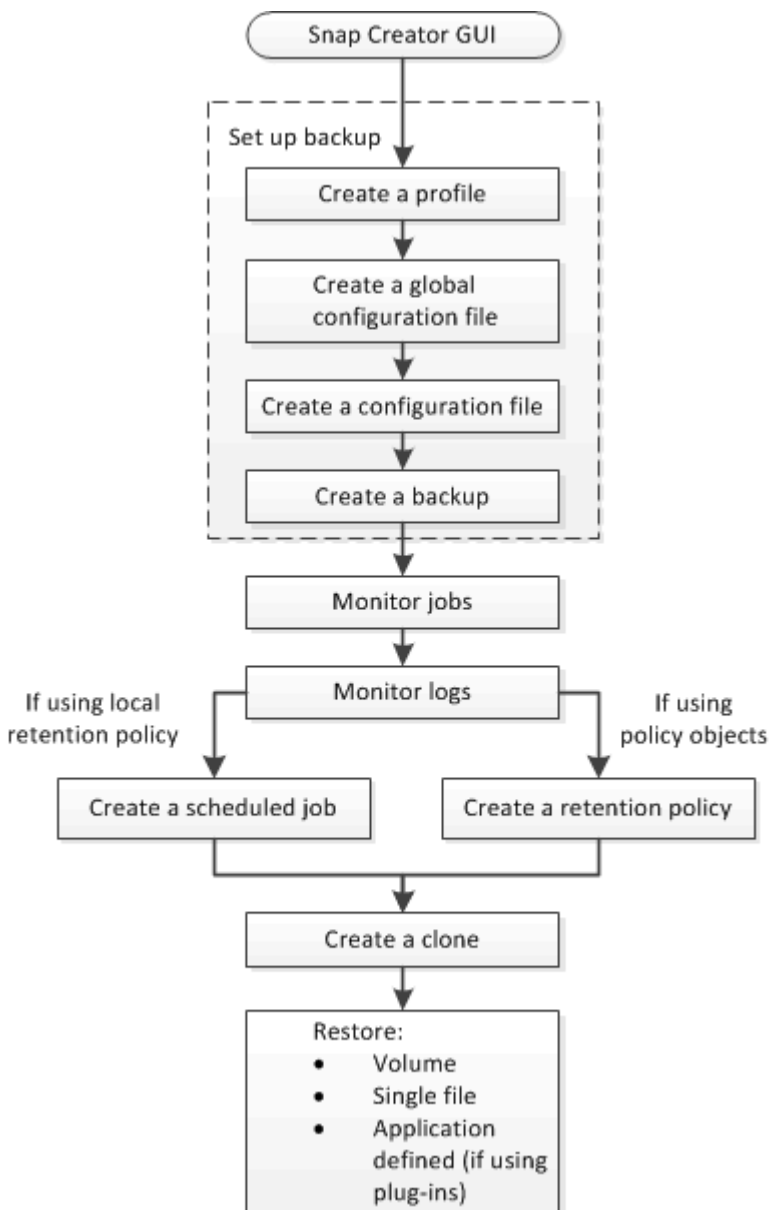 Snap Creator GUI
Set up backup
Create a profile
Create a global
configuration file
Create a configuration file
Create a backup
Monitor jobs
Monitor logs
If using local
retention policy
If using
policy objects
Create a scheduled job
Create a retention policy
Create a clone
Restore:
• Volume
• Single file
• Application
defined (if using
plug-ins)